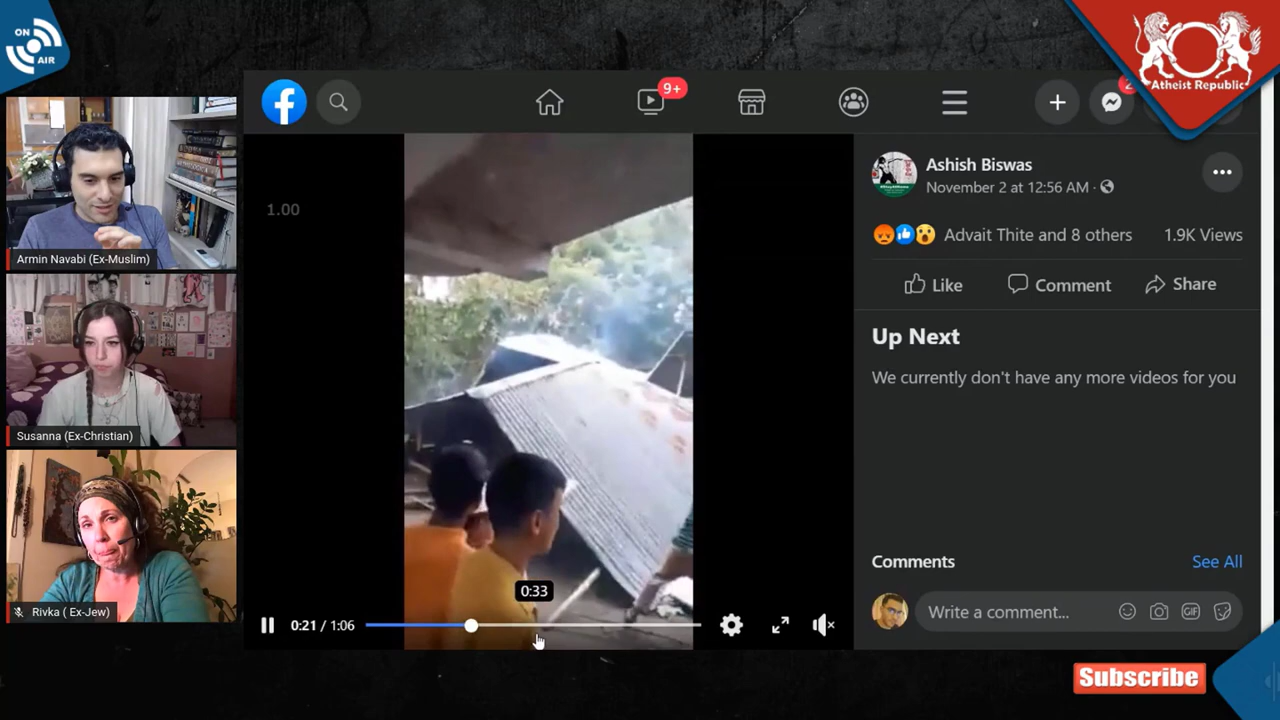 ON
AIR
Atheist Republic
9+
2
1.00
Ashish Biswas
November 2 at 12:56 AM ·
Advait Thite and 8 others
1.9K Views
Like
Comment
Share
Up Next
We currently don't have any more videos for you
Armin Navabi (Ex-Muslim)
Susanna (Ex-Christian)
Rivka ( Ex-Jew)
0:33
0:21 / 1:06
Comments
See All
Write a comment...
GIF
Subscribe